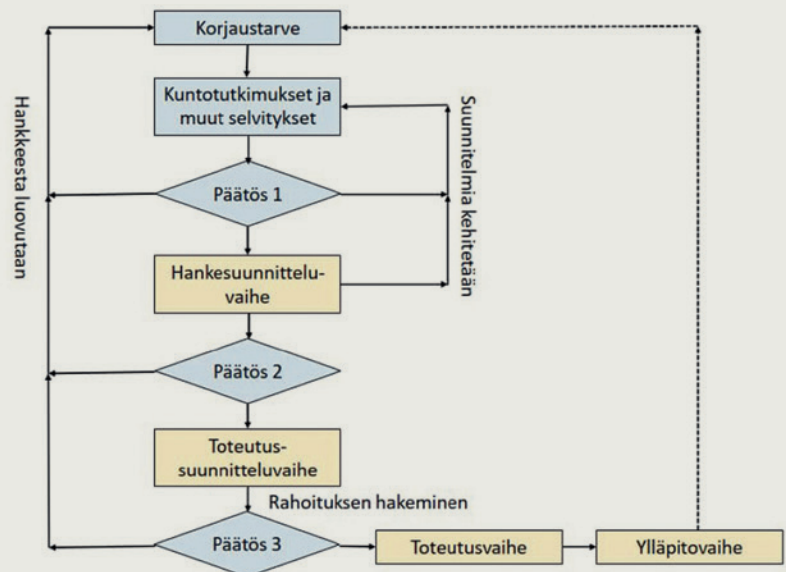 Korjaustarve
Kuntotutkimukset ja
muut selvitykset
Päätös 1
Hankesuunnittelu-
vaihe
Päätös 2
Toteutus-
suunnitteluvaihe
Rahoituksen hakeminen
Päätös 3
Toteutusvaihe
Ylläpitovaihe
Hankkeesta luovutaan
Suunnitelmia kehitetään